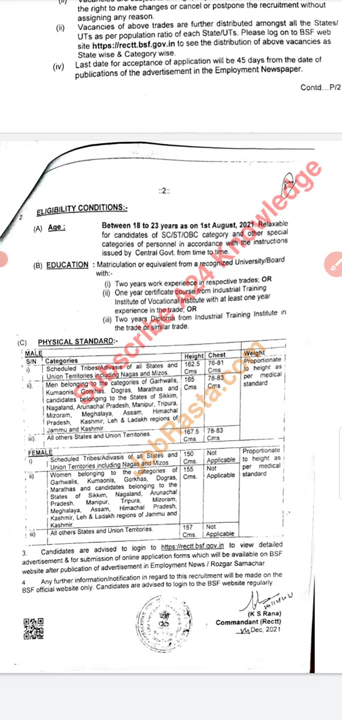 the right to make changes or cancel or postpone the recruitment without
assigning any reason.
(ii) Vacancies of above trades are further distributed amongst all the States/
UTs as per population ratio of each State/UTs. Please log on to BSF web
site https://rectt.bsf.gov.in to see the distribution of above vacancies as
State wise & Category wise.
(iv) Last date for acceptance of application will be 45 days from the date of
publications of the advertisement in the Employment Newspaper.
Contd...P/2
::2::
2 ELIGIBILITY CONDITIONS:-
(A) Age : Between 18 to 23 years as on 1st August, 2021. Relaxable
for candidates of SC/ST/OBC category and other special
categories of personnel in accordance with the instructions
issued by Central Govt. from time to time.
(B) EDUCATION : Matriculation or equivalent from a recognized University/Board
with:-
(i) Two years work experience in respective trades; OR
(ii) One year certificate course from Industrial Training
Institute of Vocational Institute with at least one year
experience in the trade; OR
(iii) Two years Diploma from Industrial Training Institute in
the trade or similar trade.
(C) PHYSICAL STANDARD:-
MALE
S/N Categories Height Chest Weight
i) Scheduled Tribes/Adivasis of all States and Union Territories including Nagas and Mizos. 162.5 Cms 76-81 Cms Proportionate to height as per medical standard
ii) Men belonging to the categories of Garhwalis, Kumaonis, Gorkhas, Dogras, Marathas and candidates belonging to the States of Sikkim, Nagaland, Arunachal Pradesh, Manipur, Tripura, Mizoram, Meghalaya, Assam, Himachal Pradesh, Kashmir, Leh & Ladakh regions of Jammu and Kashmir 165 Cms 78-83 Cms
iii) All others States and Union Territories. 167.5 Cms 78-83 Cms
FEMALE
i) Scheduled Tribes/Adivasis of all States and Union Territories including Nagas and Mizos. 150 Cms. Not Applicable Proportionate to height as per medical standard
ii) Women belonging to the categories of Garhwalis, Kumaonis, Gorkhas, Dogras, Marathas and candidates belonging to the States of Sikkim, Nagaland, Arunachal Pradesh, Manipur, Tripura, Mizoram, Meghalaya, Assam, Himachal Pradesh, Kashmir, Leh & Ladakh regions of Jammu and Kashmir 155 Cms. Not Applicable
iii) All others States and Union Territories. 157 Cms Not Applicable
3. Candidates are advised to login to https://rectt.bsf.gov.in to view detailed
advertisement & for submission of online application forms which will be available on BSF
website after publication of advertisement in Employment News / Rozgar Samachar
4 Any further information/notification in regard to this recruitment will be made on the
BSF official website only. Candidates are advised to login to BSF website regularly
(K S Rana)
Commandant (Rectt)
Dec, 2021
Subscribe A2A Knowledge